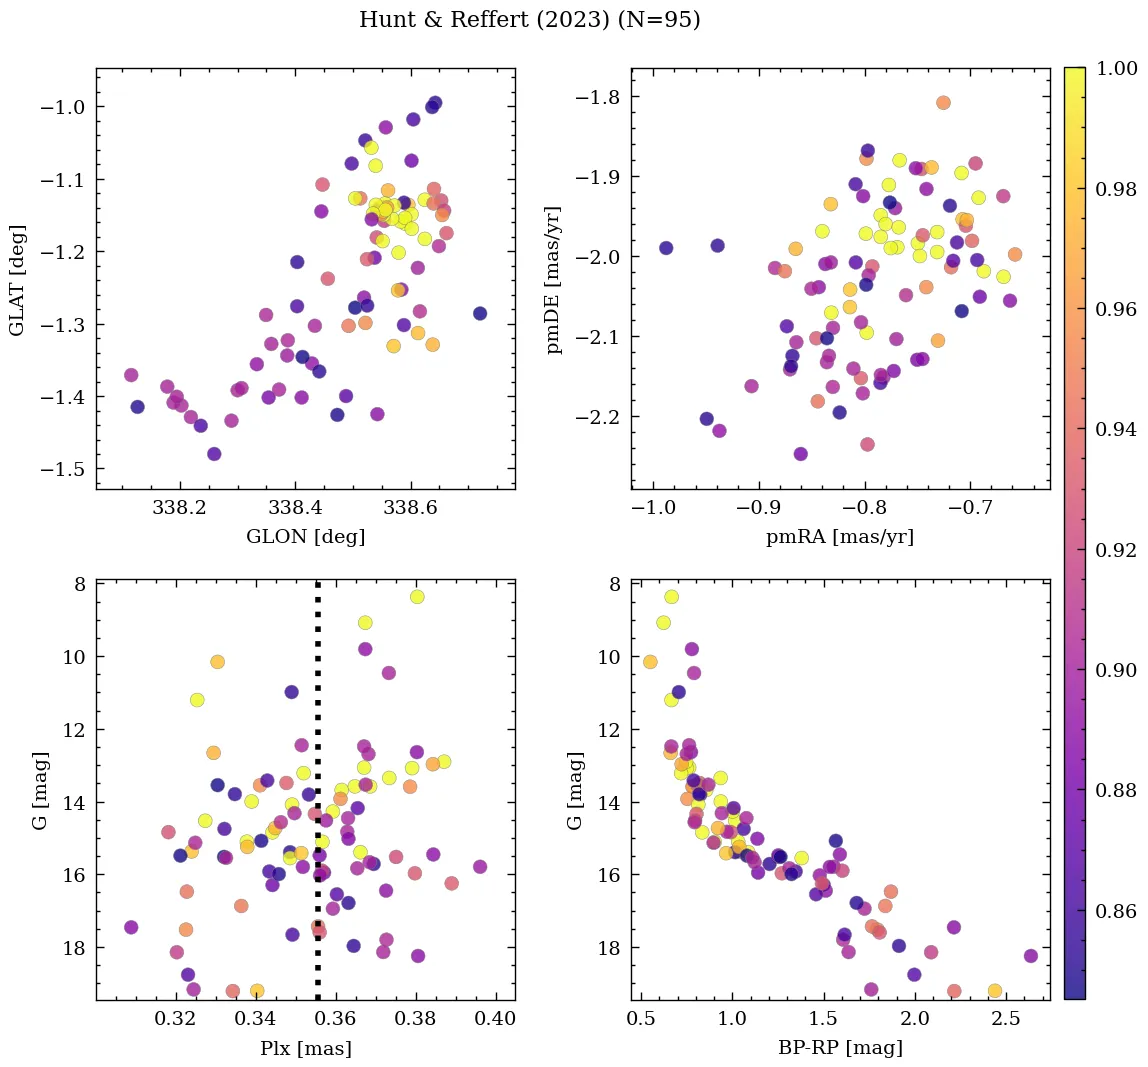 Hunt & Reffert (2023) (N=95)
−1.0
−1.1
−1.2
−1.3
−1.4
−1.5
GLAT [deg]
338.2 338.4 338.6
GLON [deg]
−1.8
−1.9
−2.0
−2.1
−2.2
pmDE [mas/yr]
−1.0 −0.9 −0.8 −0.7
pmRA [mas/yr]
8
10
12
14
16
18
G [mag]
0.32 0.34 0.36 0.38 0.40
Plx [mas]
8
10
12
14
16
18
G [mag]
0.5 1.0 1.5 2.0 2.5
BP-RP [mag]
1.00
0.98
0.96
0.94
0.92
0.90
0.88
0.86